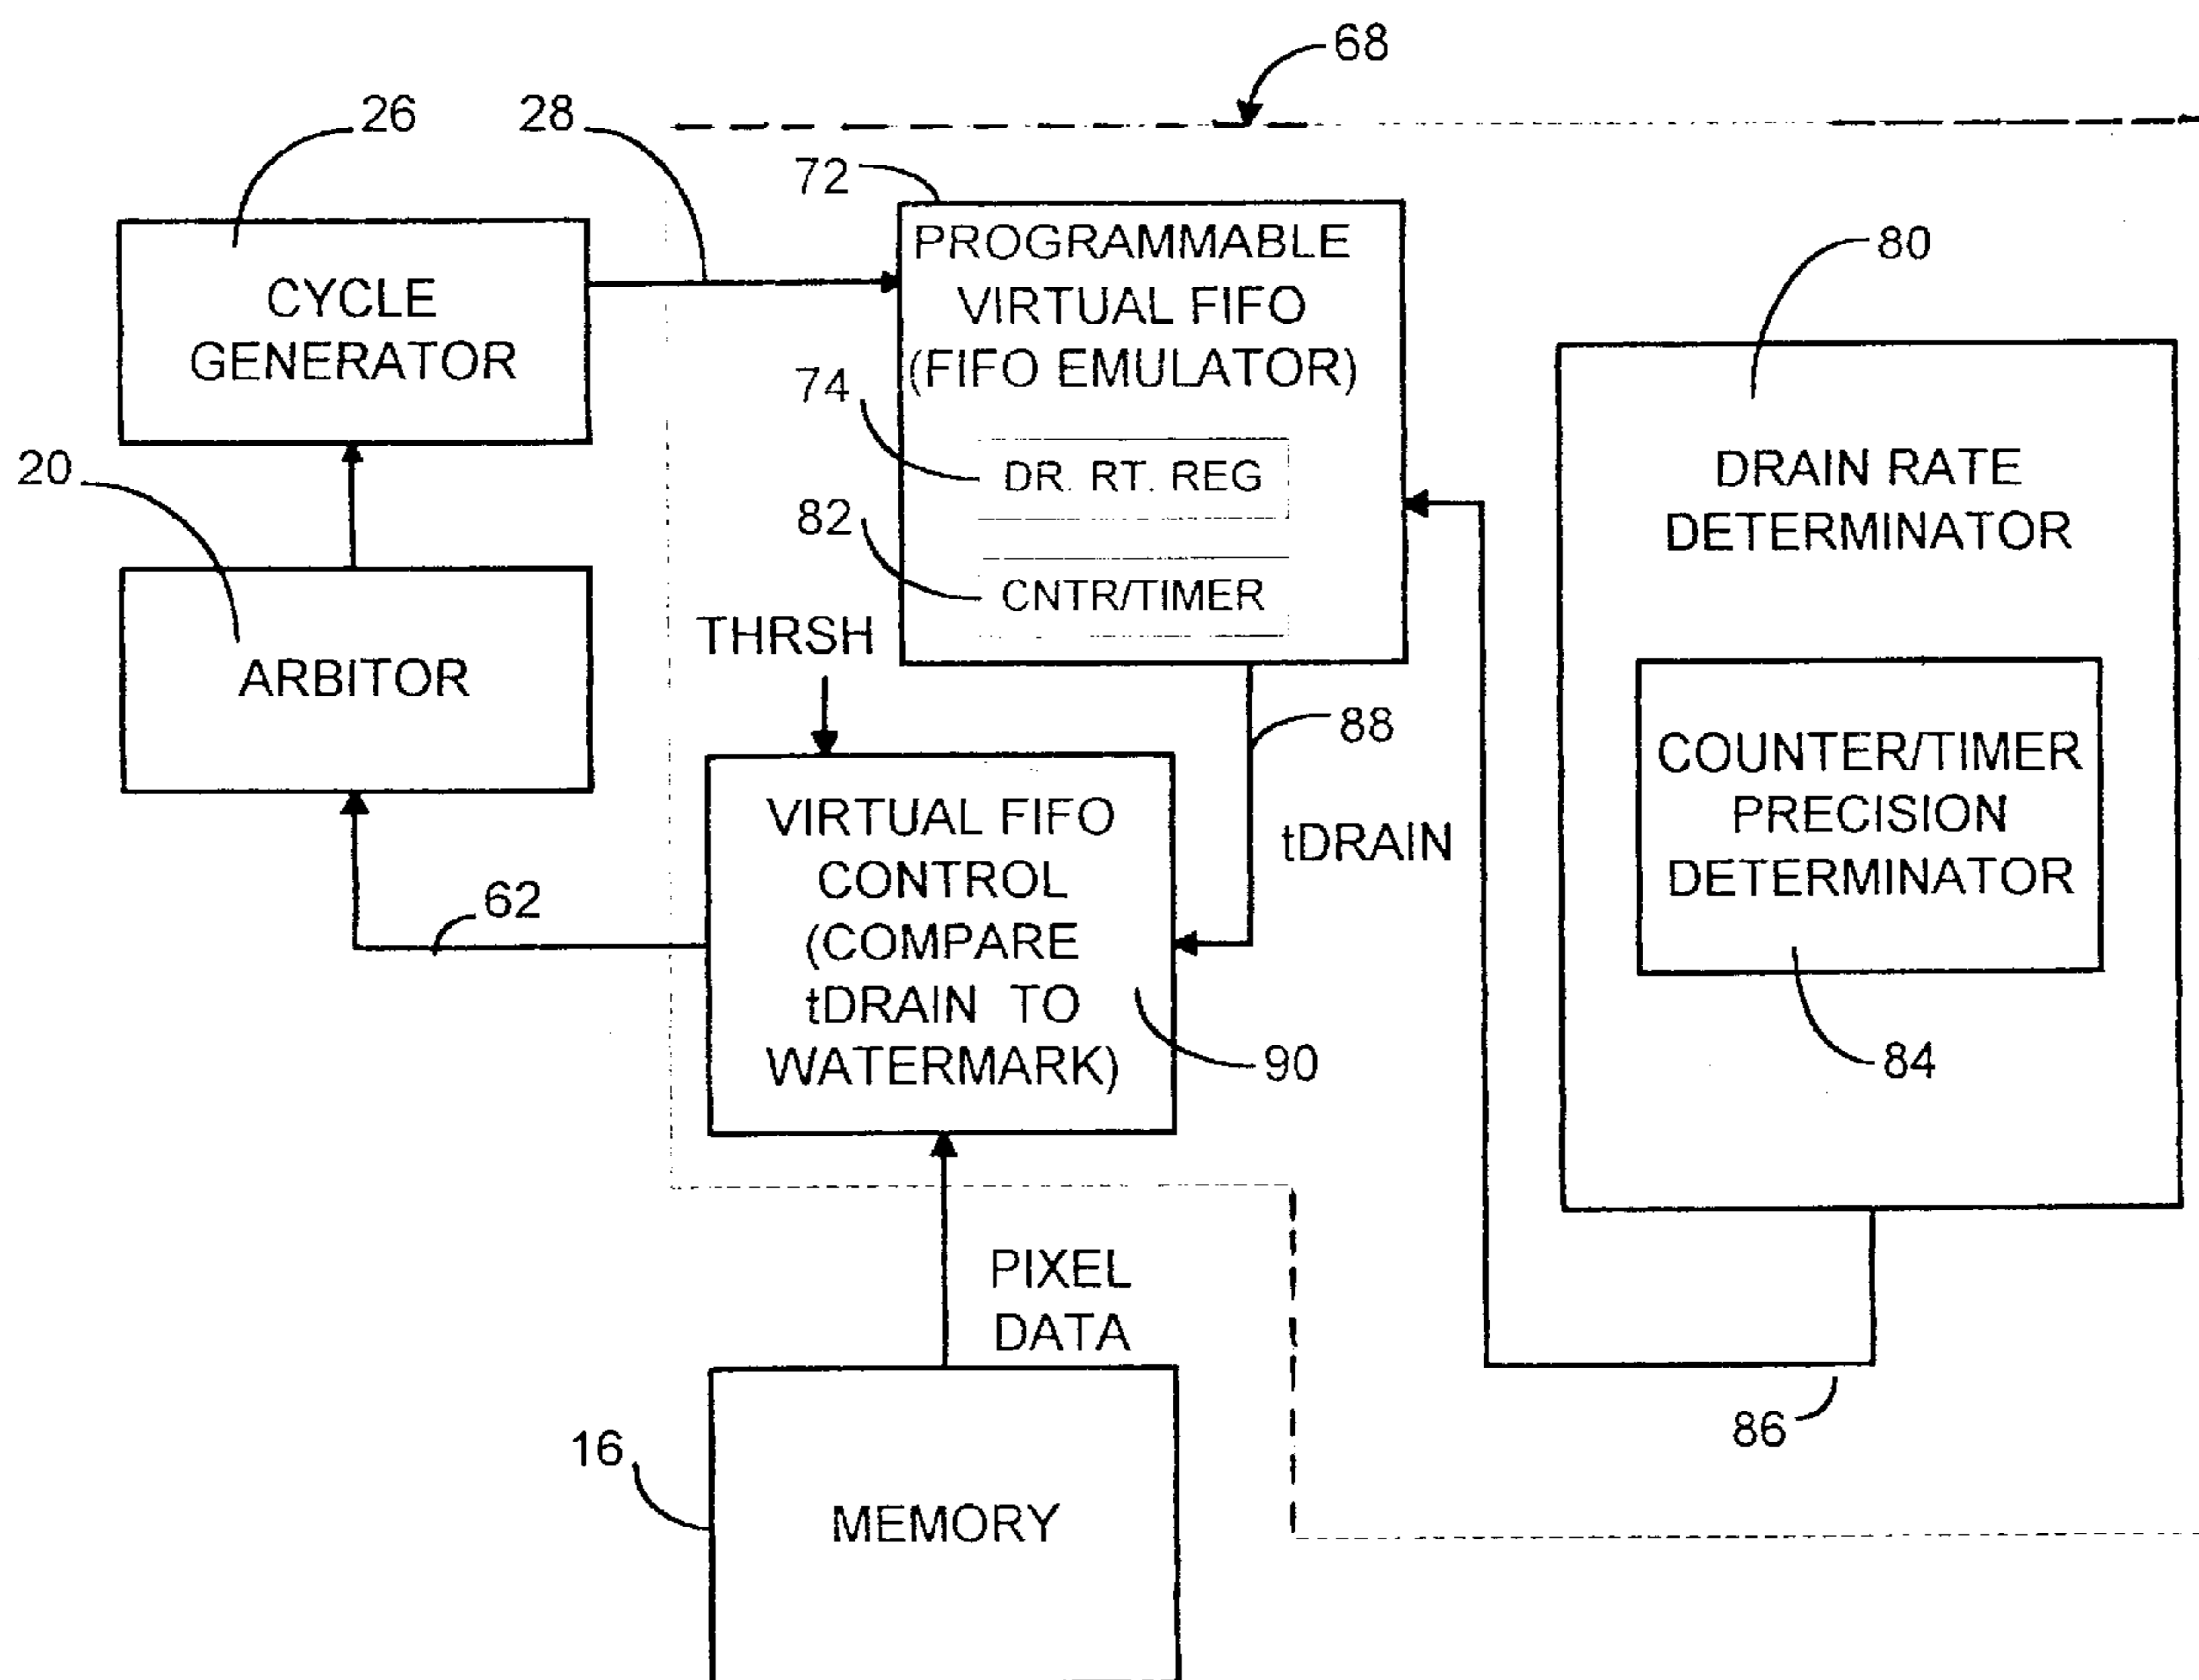 68
26
28
72
CYCLE
GENERATOR
PROGRAMMABLE
VIRTUAL FIFO
(FIFO EMULATOR)
74
DR. RT. REG
82
CNTR/TIMER
80
DRAIN RATE
DETERMINATOR
COUNTER/TIMER
PRECISION
DETERMINATOR
84
20
ARBITOR
THRSH
88
tDRAIN
VIRTUAL FIFO
CONTROL
(COMPARE
tDRAIN TO
WATERMARK)
90
62
PIXEL
DATA
86
16
MEMORY